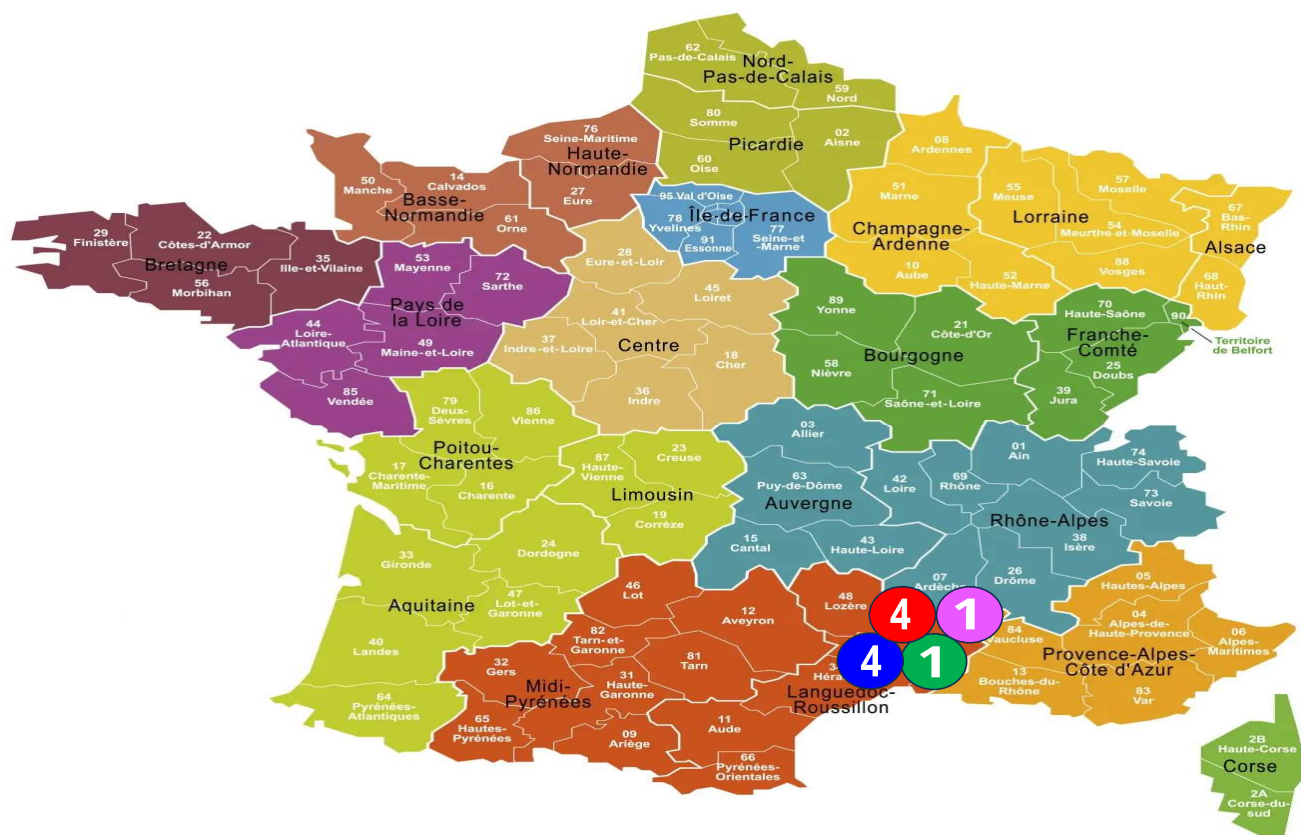 62
Pas-de-Calais
Nord-
Pas-de-Calais
59
Nord
80
Somme
02
Aisne
Picardie
60
Oise
76
Seine-Maritime
Haute-
Normandie
27
Eure
14
Calvados
50
Manche
Basse-
Normandie
61
Orne
08
Ardennes
51
Marne
Champagne-
Ardenne
10
Aube
52
Haute-Marne
55
Meuse
57
Moselle
Lorraine
54
Meurthe-et-Moselle
88
Vosges
67
Bas-
Rhin
Alsace
68
Haut-
Rhin
95 Val d'Oise
Île-de-France
78
Yvelines
91
Essonne
77
Seine-et
-Marne
29
Finistère
22
Côtes-d'Armor
Bretagne
35
Ille-et-Vilaine
56
Morbihan
53
Mayenne
72
Sarthe
Pays de
la Loire
44
Loire-
Atlantique
49
Maine-et-Loire
85
Vendée
28
Eure-et-Loir
45
Loiret
41
Loir-et-Cher
37
Indre-et-Loire
Centre
18
Cher
36
Indre
89
Yonne
21
Côte-d'Or
Bourgogne
58
Nièvre
71
Saône-et-Loire
70
Haute-Saône
90
Territoire
de Belfort
Franche-
Comté
25
Doubs
39
Jura
79
Deux-
Sèvres
86
Vienne
Poitou-
Charentes
17
Charente-
Maritime
16
Charente
87
Haute-
Vienne
23
Creuse
Limousin
19
Corrèze
03
Allier
63
Puy-de-Dôme
Auvergne
15
Cantal
43
Haute-Loire
42
Loire
69
Rhône
01
Ain
74
Haute-Savoie
73
Savoie
Rhône-Alpes
38
Isère
07
Ardèche
26
Drôme
33
Gironde
24
Dordogne
47
Lot-et-
Garonne
Aquitaine
40
Landes
64
Pyrénées-
Atlantiques
46
Lot
12
Aveyron
82
Tarn-et-
Garonne
81
Tarn
32
Gers
31
Haute-
Garonne
Midi-
Pyrénées
65
Hautes-
Pyrénées
09
Ariège
48
Lozère
4 1
4 1
Languedoc-
Roussillon
11
Aude
66
Pyrénées-
Orientales
05
Hautes-Alpes
04
Alpes-de-
Haute-Provence
06
Alpes-
Maritimes
84
Vaucluse
Provence-Alpes-
Côte d'Azur
13
Bouches-du-
Rhône
83
Var
2B
Haute-Corse
Corse
2A
Corse-du-
sud